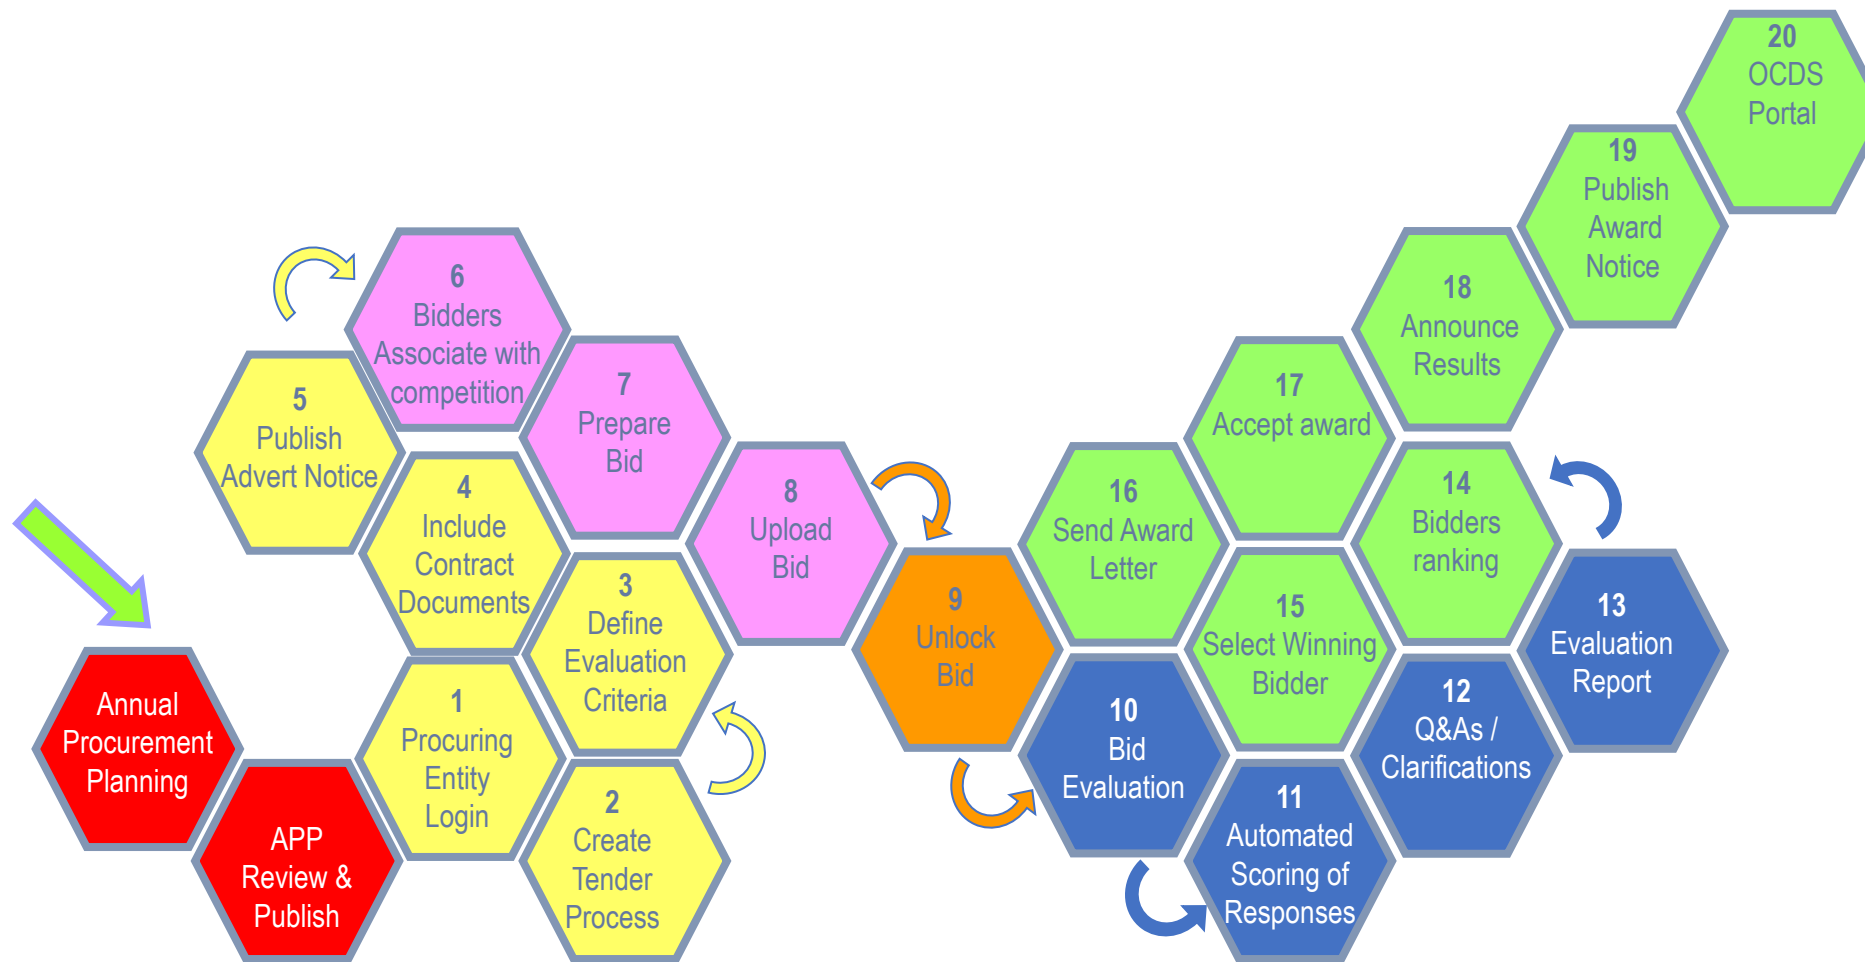 Annual
Procurement
Planning
APP
Review &
Publish
1
Procuring
Entity
Login
2
Create
Tender
Process
3
Define
Evaluation
Criteria
4
Include
Contract
Documents
5
Publish
Advert Notice
6
Bidders
Associate with
competition
7
Prepare
Bid
8
Upload
Bid
9
Unlock
Bid
10
Bid
Evaluation
11
Automated
Scoring of
Responses
12
Q&As /
Clarifications
13
Evaluation
Report
14
Bidders
ranking
15
Select Winning
Bidder
16
Send Award
Letter
17
Accept award
18
Announce
Results
19
Publish
Award
Notice
20
OCDS
Portal